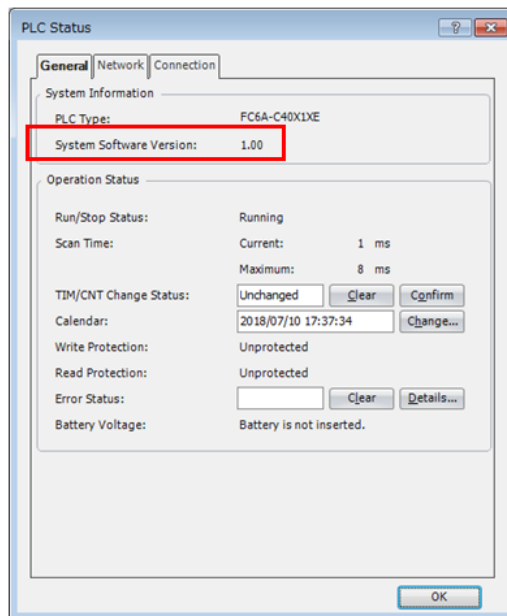 PLC Status
General Network Connection
System Information
PLC Type: FC6A-C40X1XE
System Software Version: 1.00
Operation Status
Run/Stop Status: Running
Scan Time: Current: 1 ms
Maximum: 8 ms
TIM/CNT Change Status: Unchanged Clear Confirm
Calendar: 2018/07/10 17:37:34 Change...
Write Protection: Unprotected
Read Protection: Unprotected
Error Status: Clear Details...
Battery Voltage: Battery is not inserted.
OK